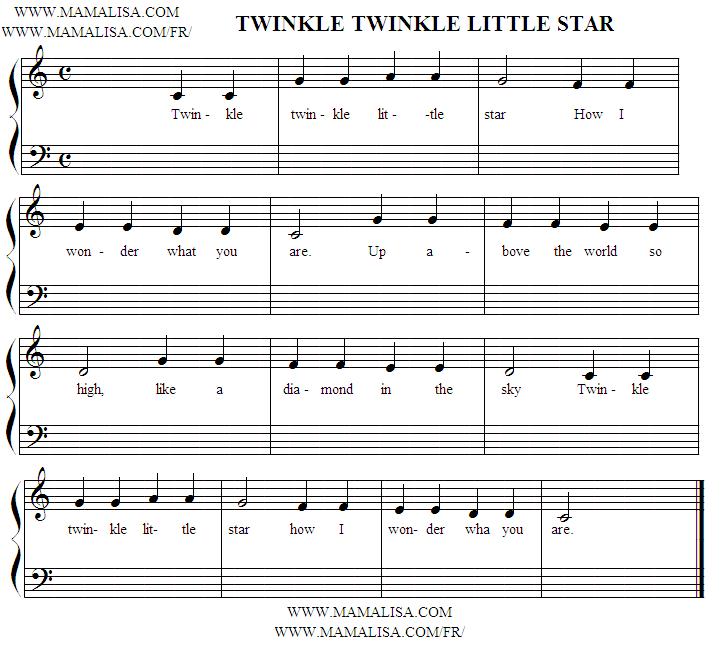 WWW.MAMALISA.COM
WWW.MAMALISA.COM/FR/
TWINKLE TWINKLE LITTLE STAR
Twin - kle twin - kle lit - -tle star How I
won - der what you are. Up a - bove the world so
high, like a dia - mond in the sky Twin - kle
twin- kle lit- tle star how I won- der wha you are.
WWW.MAMALISA.COM
WWW.MAMALISA.COM/FR/